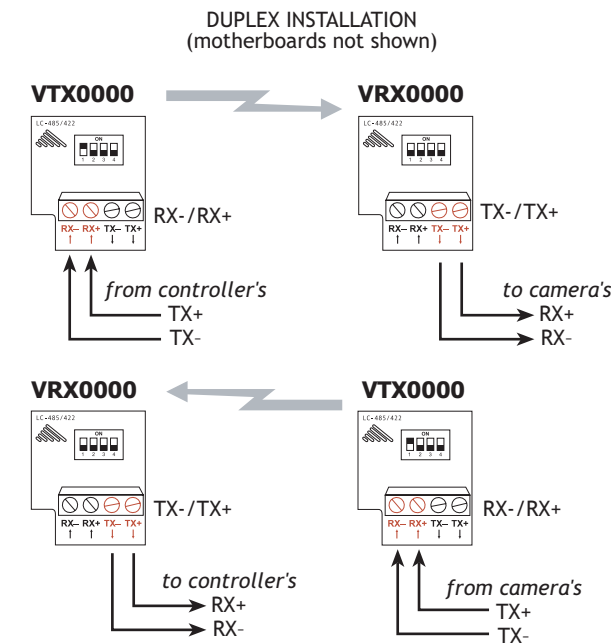 DUPLEX INSTALLATION
(motherboards not shown)
VTX0000
VRX0000
LC-485/422
ON
1 2 3 4
RX-/RX+
RX– RX+ TX– TX+
from controller's
TX+
TX-
LC-485/422
ON
1 2 3 4
TX-/TX+
RX– RX+ TX– TX+
to camera's
RX+
RX-
VRX0000
VTX0000
LC-485/422
ON
1 2 3 4
TX-/TX+
RX– RX+ TX– TX+
to controller's
RX+
RX-
LC-485/422
ON
1 2 3 4
RX-/RX+
RX– RX+ TX– TX+
from camera's
TX+
TX-